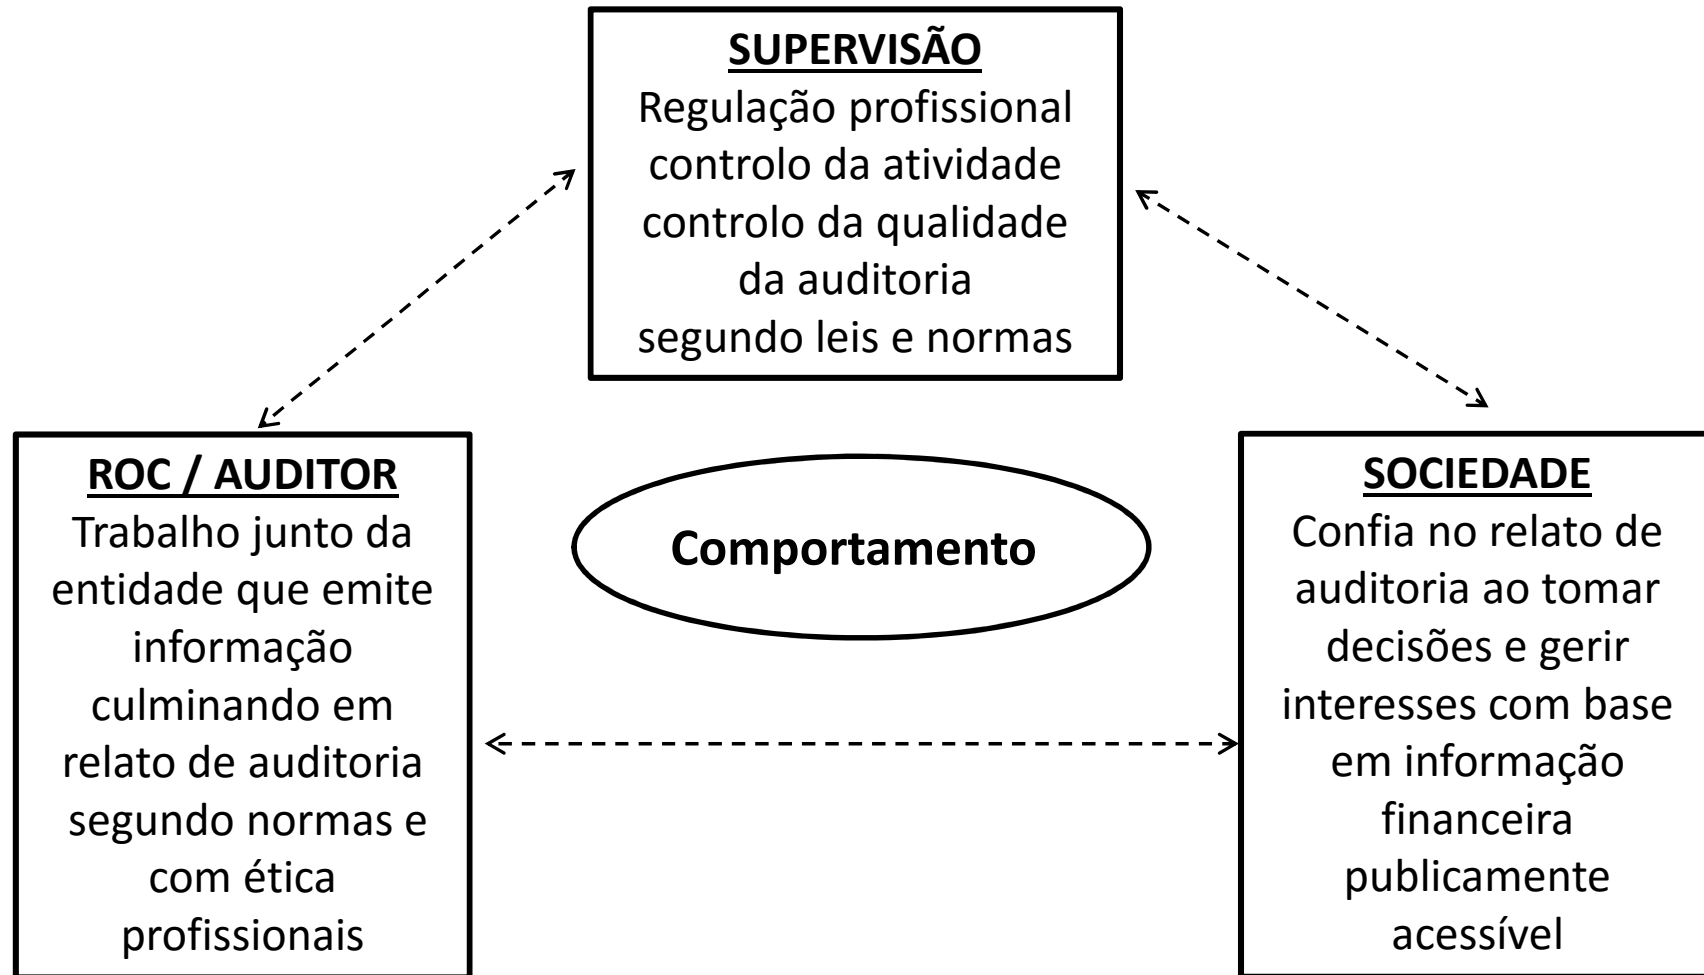 SUPERVISÃO
Regulação profissional
controlo da atividade
controlo da qualidade
da auditoria
segundo leis e normas
ROC / AUDITOR
Trabalho junto da
entidade que emite
informação
culminando em
relato de auditoria
segundo normas e
com ética
profissionais
Comportamento
SOCIEDADE
Confia no relato de
auditoria ao tomar
decisões e gerir
interesses com base
em informação
financeira
publicamente
acessível